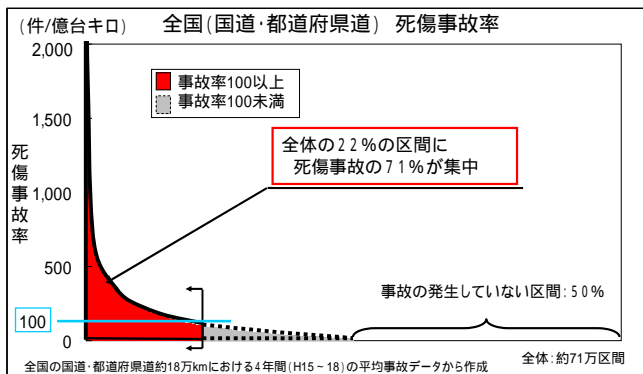 (件/億台キロ) 全国(国道・都道府県道) 死傷事故率
2,000
1,500
1,000
500
100
0
死傷事故率
事故率100以上
事故率100未満
全体の22%の区間に
死傷事故の71%が集中
事故の発生していない区間:50%
全体:約71万区間
全国の国道・都道府県道約18万kmにおける4年間(H15~18)の平均事故データから作成